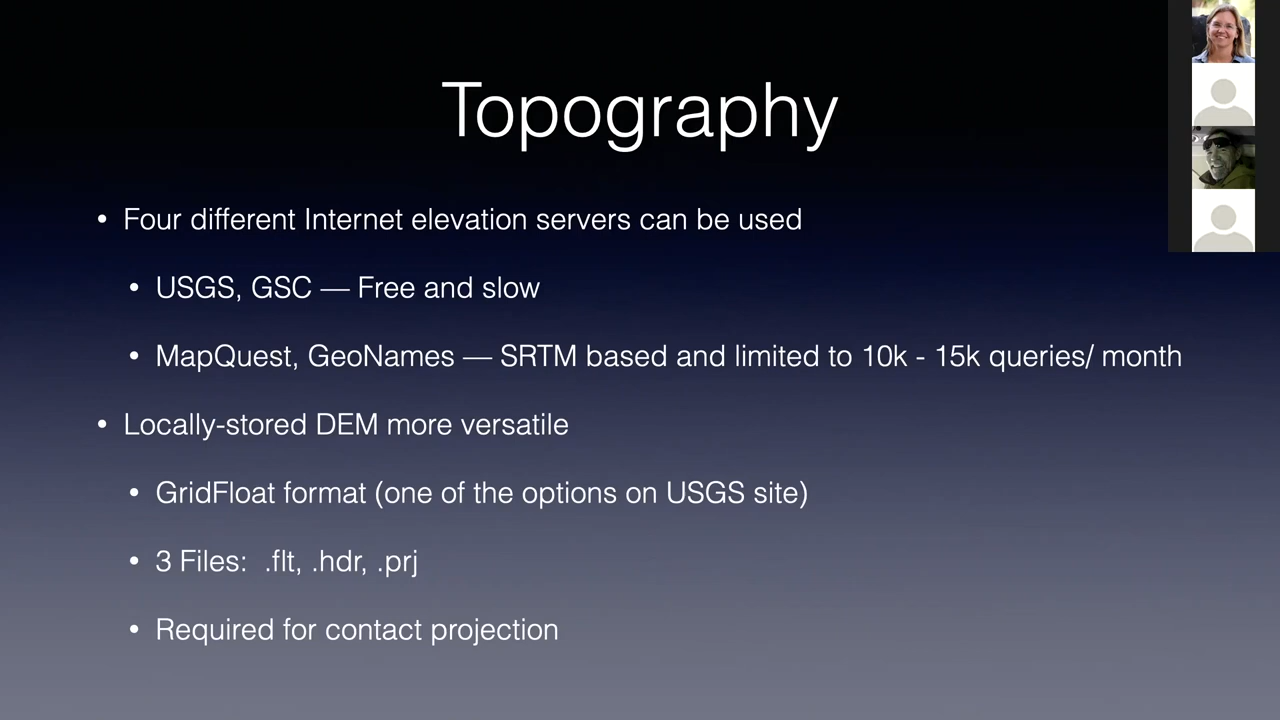 Topography
• Four different Internet elevation servers can be used
• USGS, GSC — Free and slow
• MapQuest, GeoNames — SRTM based and limited to 10k - 15k queries/ month
• Locally-stored DEM more versatile
• GridFloat format (one of the options on USGS site)
• 3 Files:  .flt, .hdr, .prj
• Required for contact projection